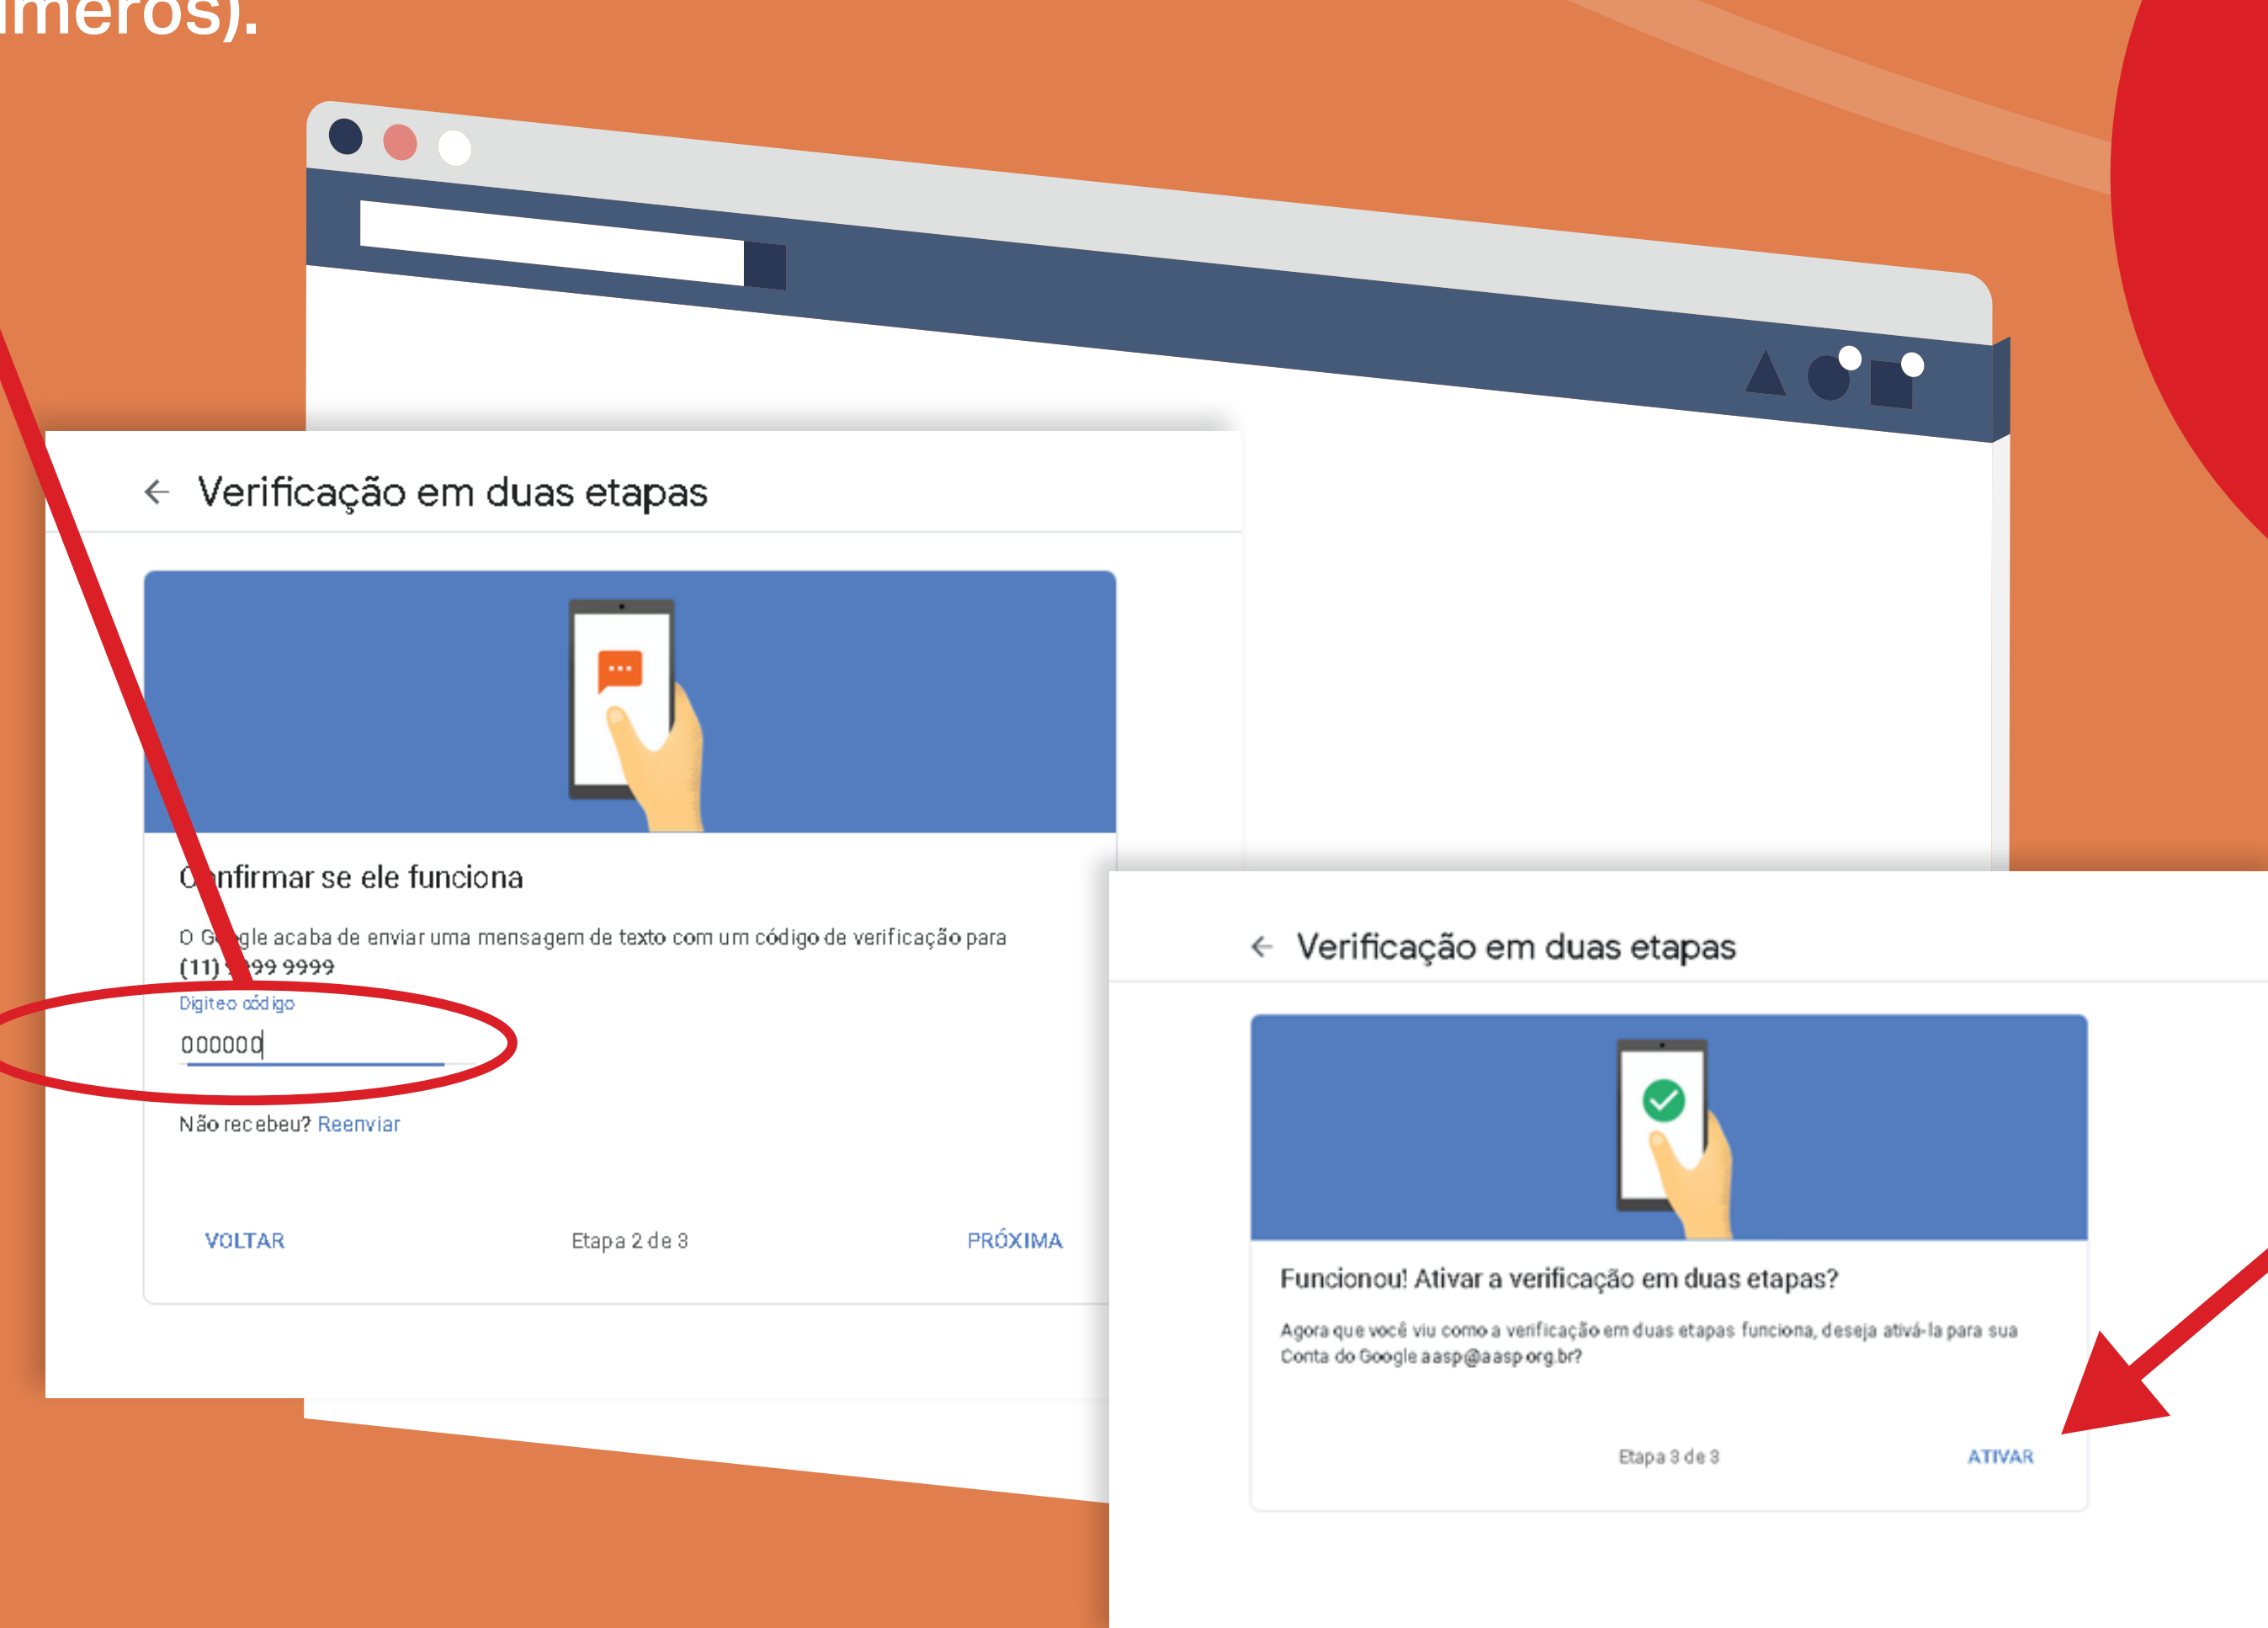 meros).
Verificação em duas etapas
Confirmar se ele funciona
O Google acaba de enviar uma mensagem de texto com um código de verificação para
(11) 9999 9999
Digite o código
000000
Não recebeu? Reenviar
VOLTAR Etapa 2 de 3 PRÓXIMA
Verificação em duas etapas
Funcionou! Ativar a verificação em duas etapas?
Agora que você viu como a verificação em duas etapas funciona, deseja ativá-la para sua
Conta do Google aasp@aasp.org.br?
Etapa 3 de 3 ATIVAR